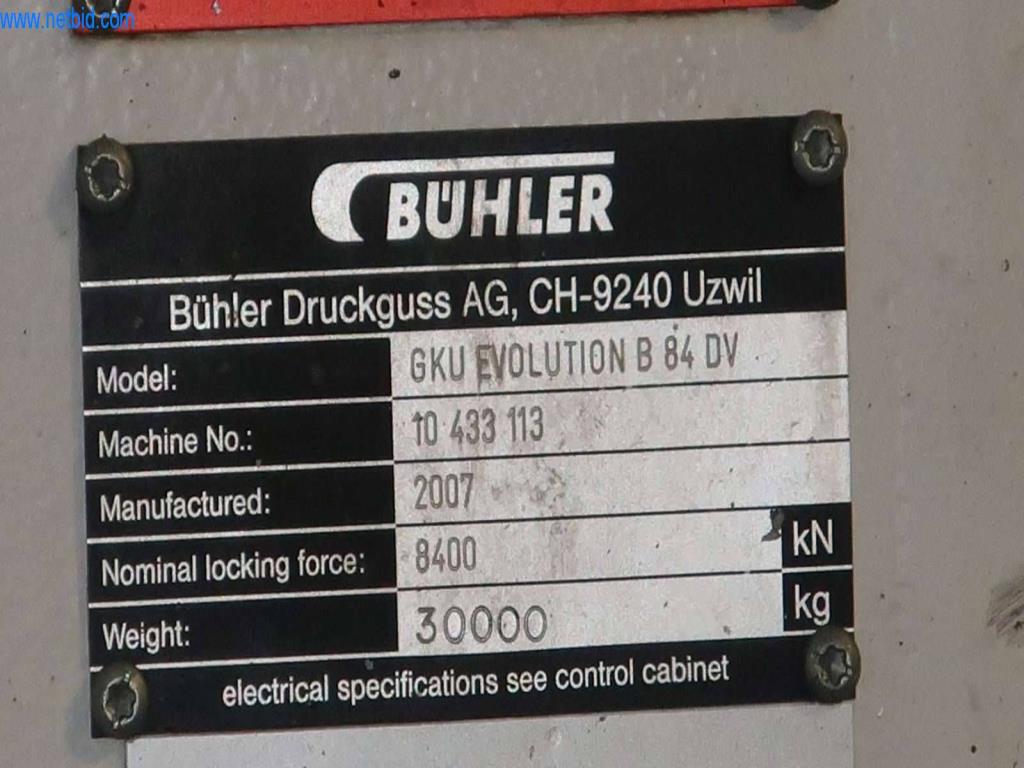 www.netbid.com
BÜHLER
Bühler Druckguss AG, CH-9240 Uzwil
Model: GKU EVOLUTION B 84 DV
Machine No.: 10 433 113
Manufactured: 2007
Nominal locking force: 8400 kN
Weight: 30000 kg
electrical specifications see control cabinet